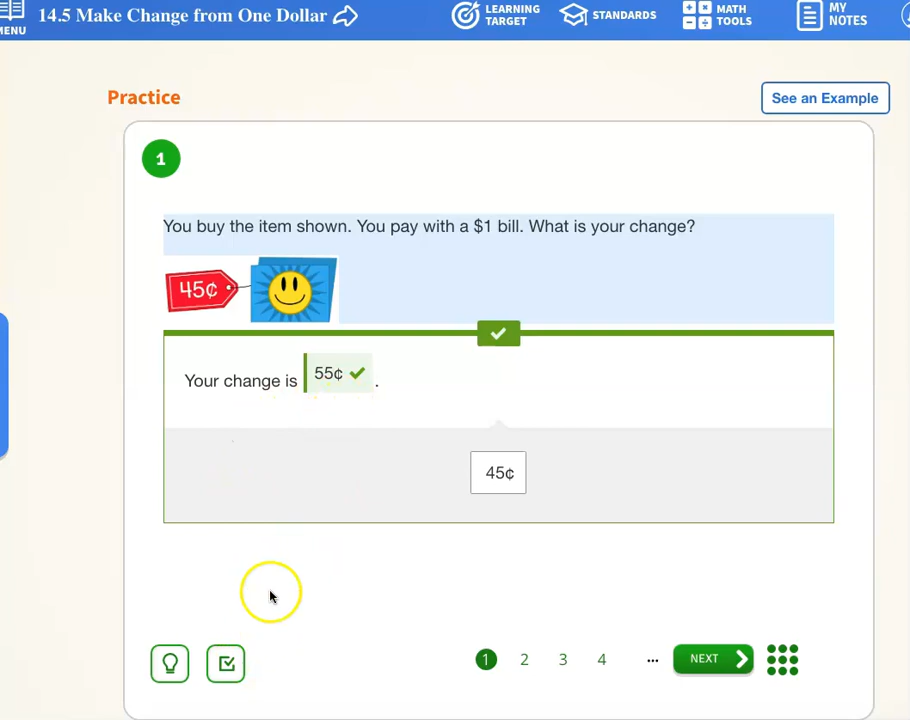 MENU
14.5 Make Change from One Dollar
LEARNING
TARGET
STANDARDS
MATH
TOOLS
MY
NOTES
Practice
See an Example
1
You buy the item shown. You pay with a $1 bill. What is your change?
45¢
Your change is 55¢ .
45¢
1 2 3 4 ... NEXT